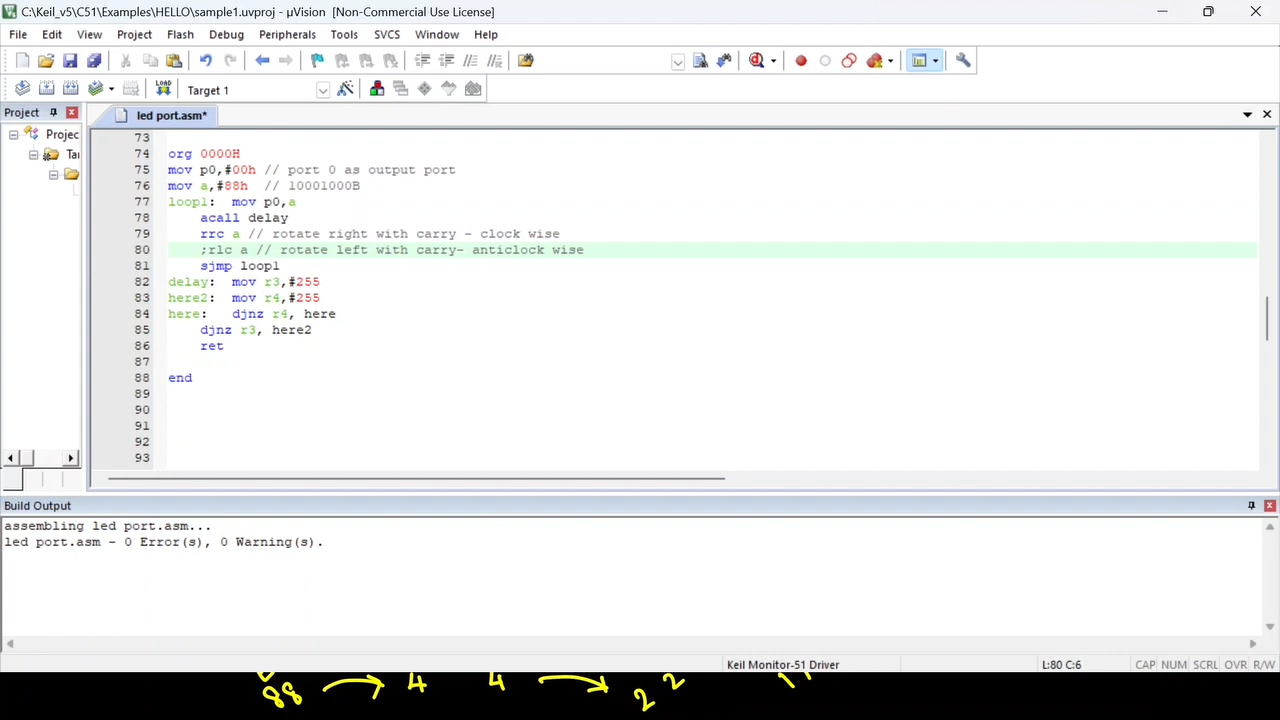 C:\Keil_v5\C51\Examples\HELLO\sample1.uvproj - µVision [Non-Commercial Use License]
File Edit View Project Flash Debug Peripherals Tools SVCS Window Help
LOAD Target 1
Project
led port.asm*
Projec
Tar
73
74 org 0000H
75 mov p0,#00h // port 0 as output port
76 mov a,#88h // 10001000B
77 loop1: mov p0,a
78 acall delay
79 rrc a // rotate right with carry - clock wise
80 ;rlc a // rotate left with carry- anticlock wise
81 sjmp loop1
82 delay: mov r3,#255
83 here2: mov r4,#255
84 here: djnz r4, here
85 djnz r3, here2
86 ret
87
88 end
89
90
91
92
93
Build Output
assembling led port.asm...
led port.asm - 0 Error(s), 0 Warning(s).
Keil Monitor-51 Driver L:80 C:6 CAP NUM SCRL OVR R/W
88 → 4 4 → 2 2